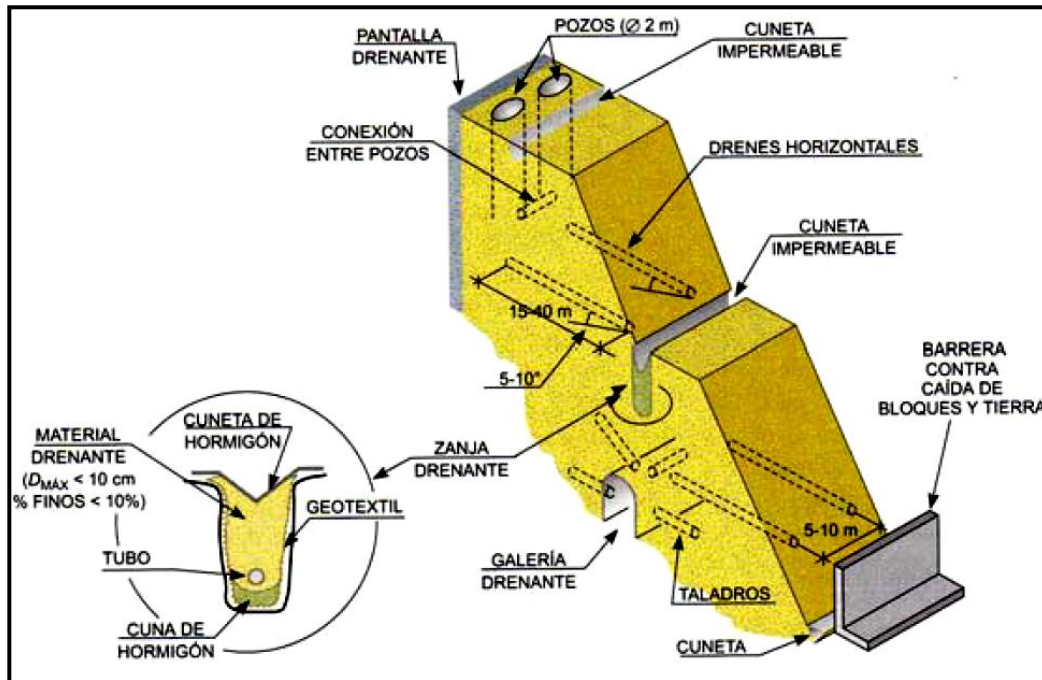 PANTALLA
DRENANTE
POZOS (∅ 2 m)
CUNETA
IMPERMEABLE
CONEXIÓN
ENTRE POZOS
DRENES HORIZONTALES
CUNETA
IMPERMEABLE
15-40 m
5-10°
BARRERA
CONTRA
CAÍDA DE
BLOQUES Y TIERRA
CUNETA DE
HORMIGÓN
MATERIAL
DRENANTE
(DMÁX < 10 cm
% FINOS < 10%)
ZANJA
DRENANTE
GEOTEXTIL
TUBO
CUNA DE
HORMIGÓN
GALERÍA
DRENANTE
TALADROS
5-10 m
CUNETA